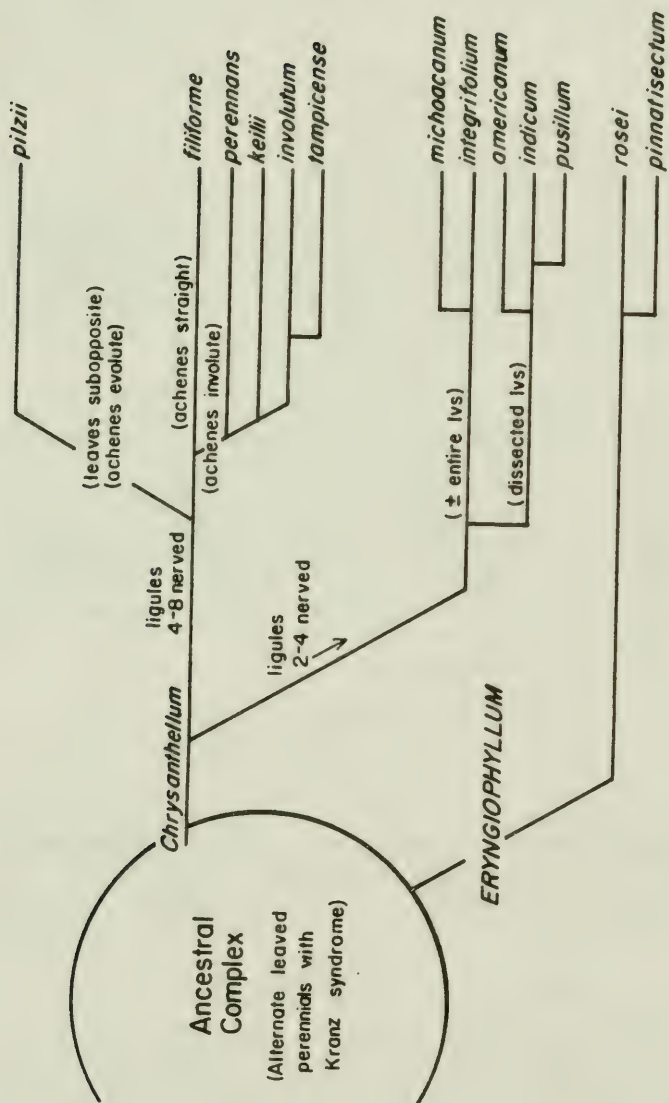 pilzii
(leaves subopposite)
(achenes evolute)
ligules
4-8 nerved
(achenes straight)
filiforme
(achenes involute)
perennans
keilii
involutum
tampicense
Chrysanthellum
ligules
2-4 nerved
michoacanum
(± entire lvs)
integrifolium
americanum
(dissected lvs)
indicum
pusillum
Ancestral
Complex
(Alternate leaved
perennials with
Kranz syndrome)
ERYNGIOPHYLLUM
rosei
pinnatisectum